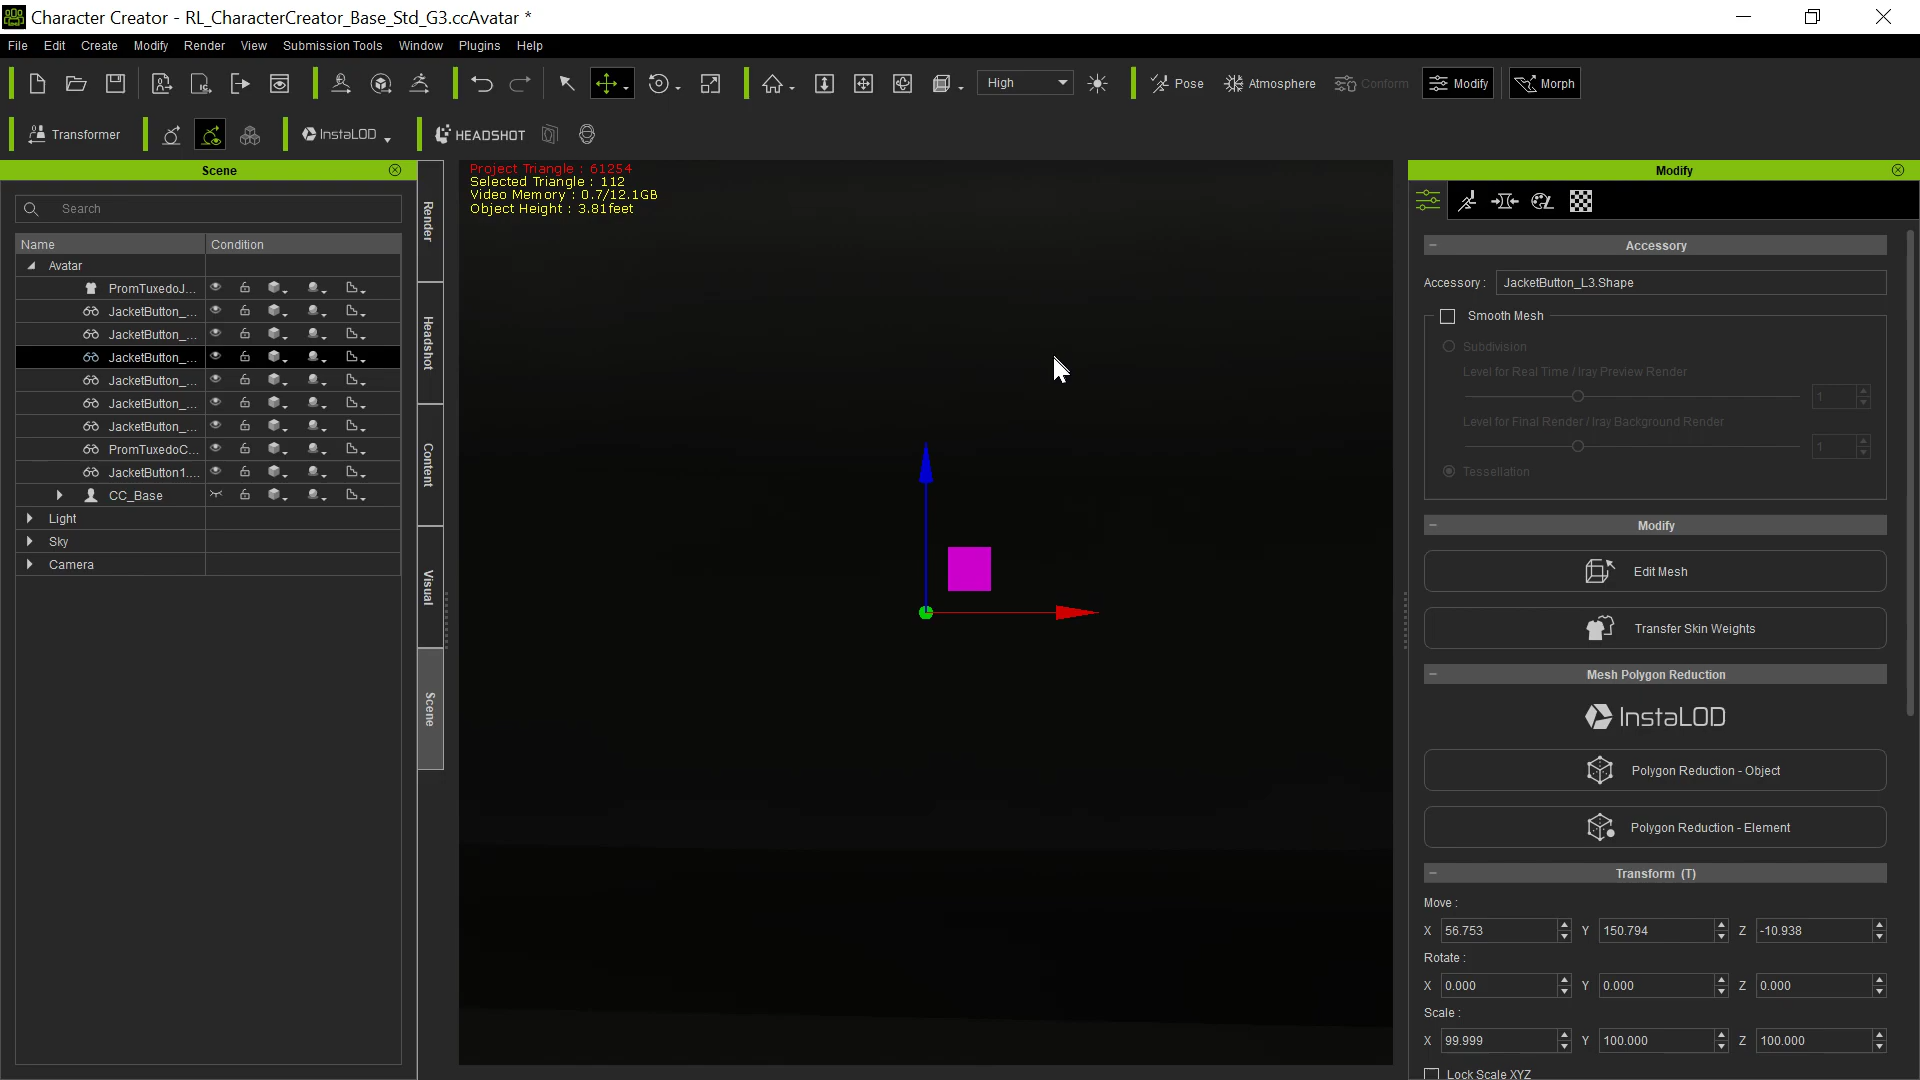 Character Creator - RL_CharacterCreator_Base_Std_G3.ccAvatar *
File Edit Create Modify Render View Submission Tools Window Plugins Help
High Pose Atmosphere Conform Modify Morph
Transformer InstaLOD HEADSHOT
Scene
Search
Name Condition
Avatar
PromTuxedoJ...
JacketButton_...
JacketButton_...
JacketButton_...
JacketButton_...
JacketButton_...
JacketButton_...
PromTuxedoC...
JacketButton1....
CC_Base
Light
Sky
Camera
Render
Headshot
Content
Visual
Scene
Project Triangle : 61254
Selected Triangle : 112
Video Memory : 0.7/12.1GB
Object Height : 3.81feet
Modify
Accessory
Accessory : JacketButton_L3.Shape
Smooth Mesh
Subdivision
Level for Real Time / Iray Preview Render
1
Level for Final Render / Iray Background Render
1
Tessellation
Modify
Edit Mesh
Transfer Skin Weights
Mesh Polygon Reduction
InstaLOD
Polygon Reduction - Object
Polygon Reduction - Element
Transform (T)
Move :
X 56.753 Y 150.794 Z -10.938
Rotate :
X 0.000 Y 0.000 Z 0.000
Scale :
X 99.999 Y 100.000 Z 100.000
Lock Scale XYZ